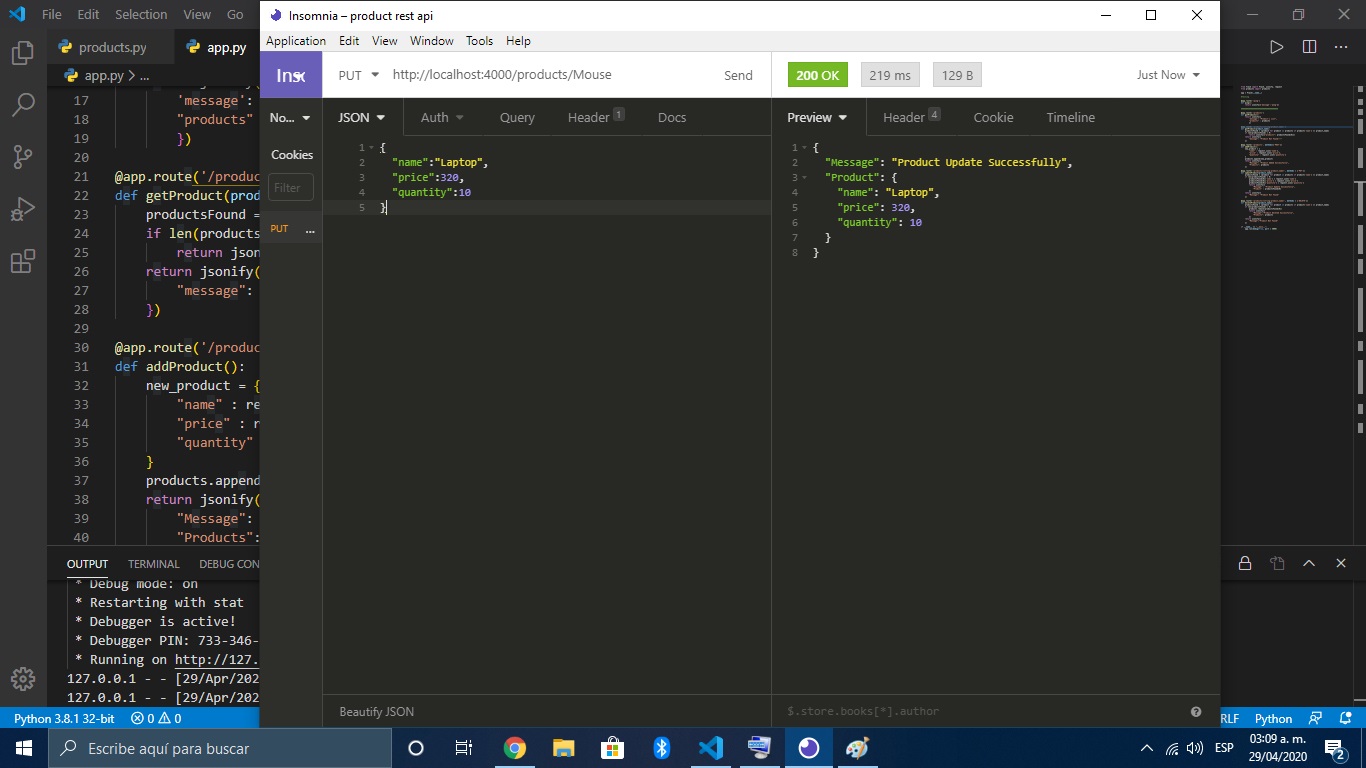 File Edit Selection View Go
Insomnia – product rest api
Application Edit View Window Tools Help
products.py
app.py
app.py > ...
17 'message':
18 "products"
19 })
20
21 @app.route('/produc
22 def getProduct(prod
23 productsFound =
24 if len(products
25 return json
26 return jsonify(
27 "message":
28 })
29
30 @app.route('/produc
31 def addProduct():
32 new_product = {
33 "name" : re
34 "price" : r
35 "quantity"
36 }
37 products.append
38 return jsonify(
39 "Message":
40 "Products":
OUTPUT TERMINAL DEBUG CON
* Debug mode: on
* Restarting with stat
* Debugger is active!
* Debugger PIN: 733-346-
* Running on http://127.
127.0.0.1 - - [29/Apr/202
127.0.0.1 - - [29/Apr/202
Python 3.8.1 32-bit 0 0
No...
Cookies
Filter
PUT ...
PUT http://localhost:4000/products/Mouse Send
JSON Auth Query Header 1 Docs
1 {
2 "name":"Laptop",
3 "price":320,
4 "quantity":10
5 }
Beautify JSON
200 OK 219 ms 129 B Just Now
Preview Header 4 Cookie Timeline
1 {
2 "Message": "Product Update Successfully",
3 "Product": {
4 "name": "Laptop",
5 "price": 320,
6 "quantity": 10
7 }
8 }
$.store.books[*].author
RLF Python
Escribe aquí para buscar
ESP
03:09 a. m.
29/04/2020
2